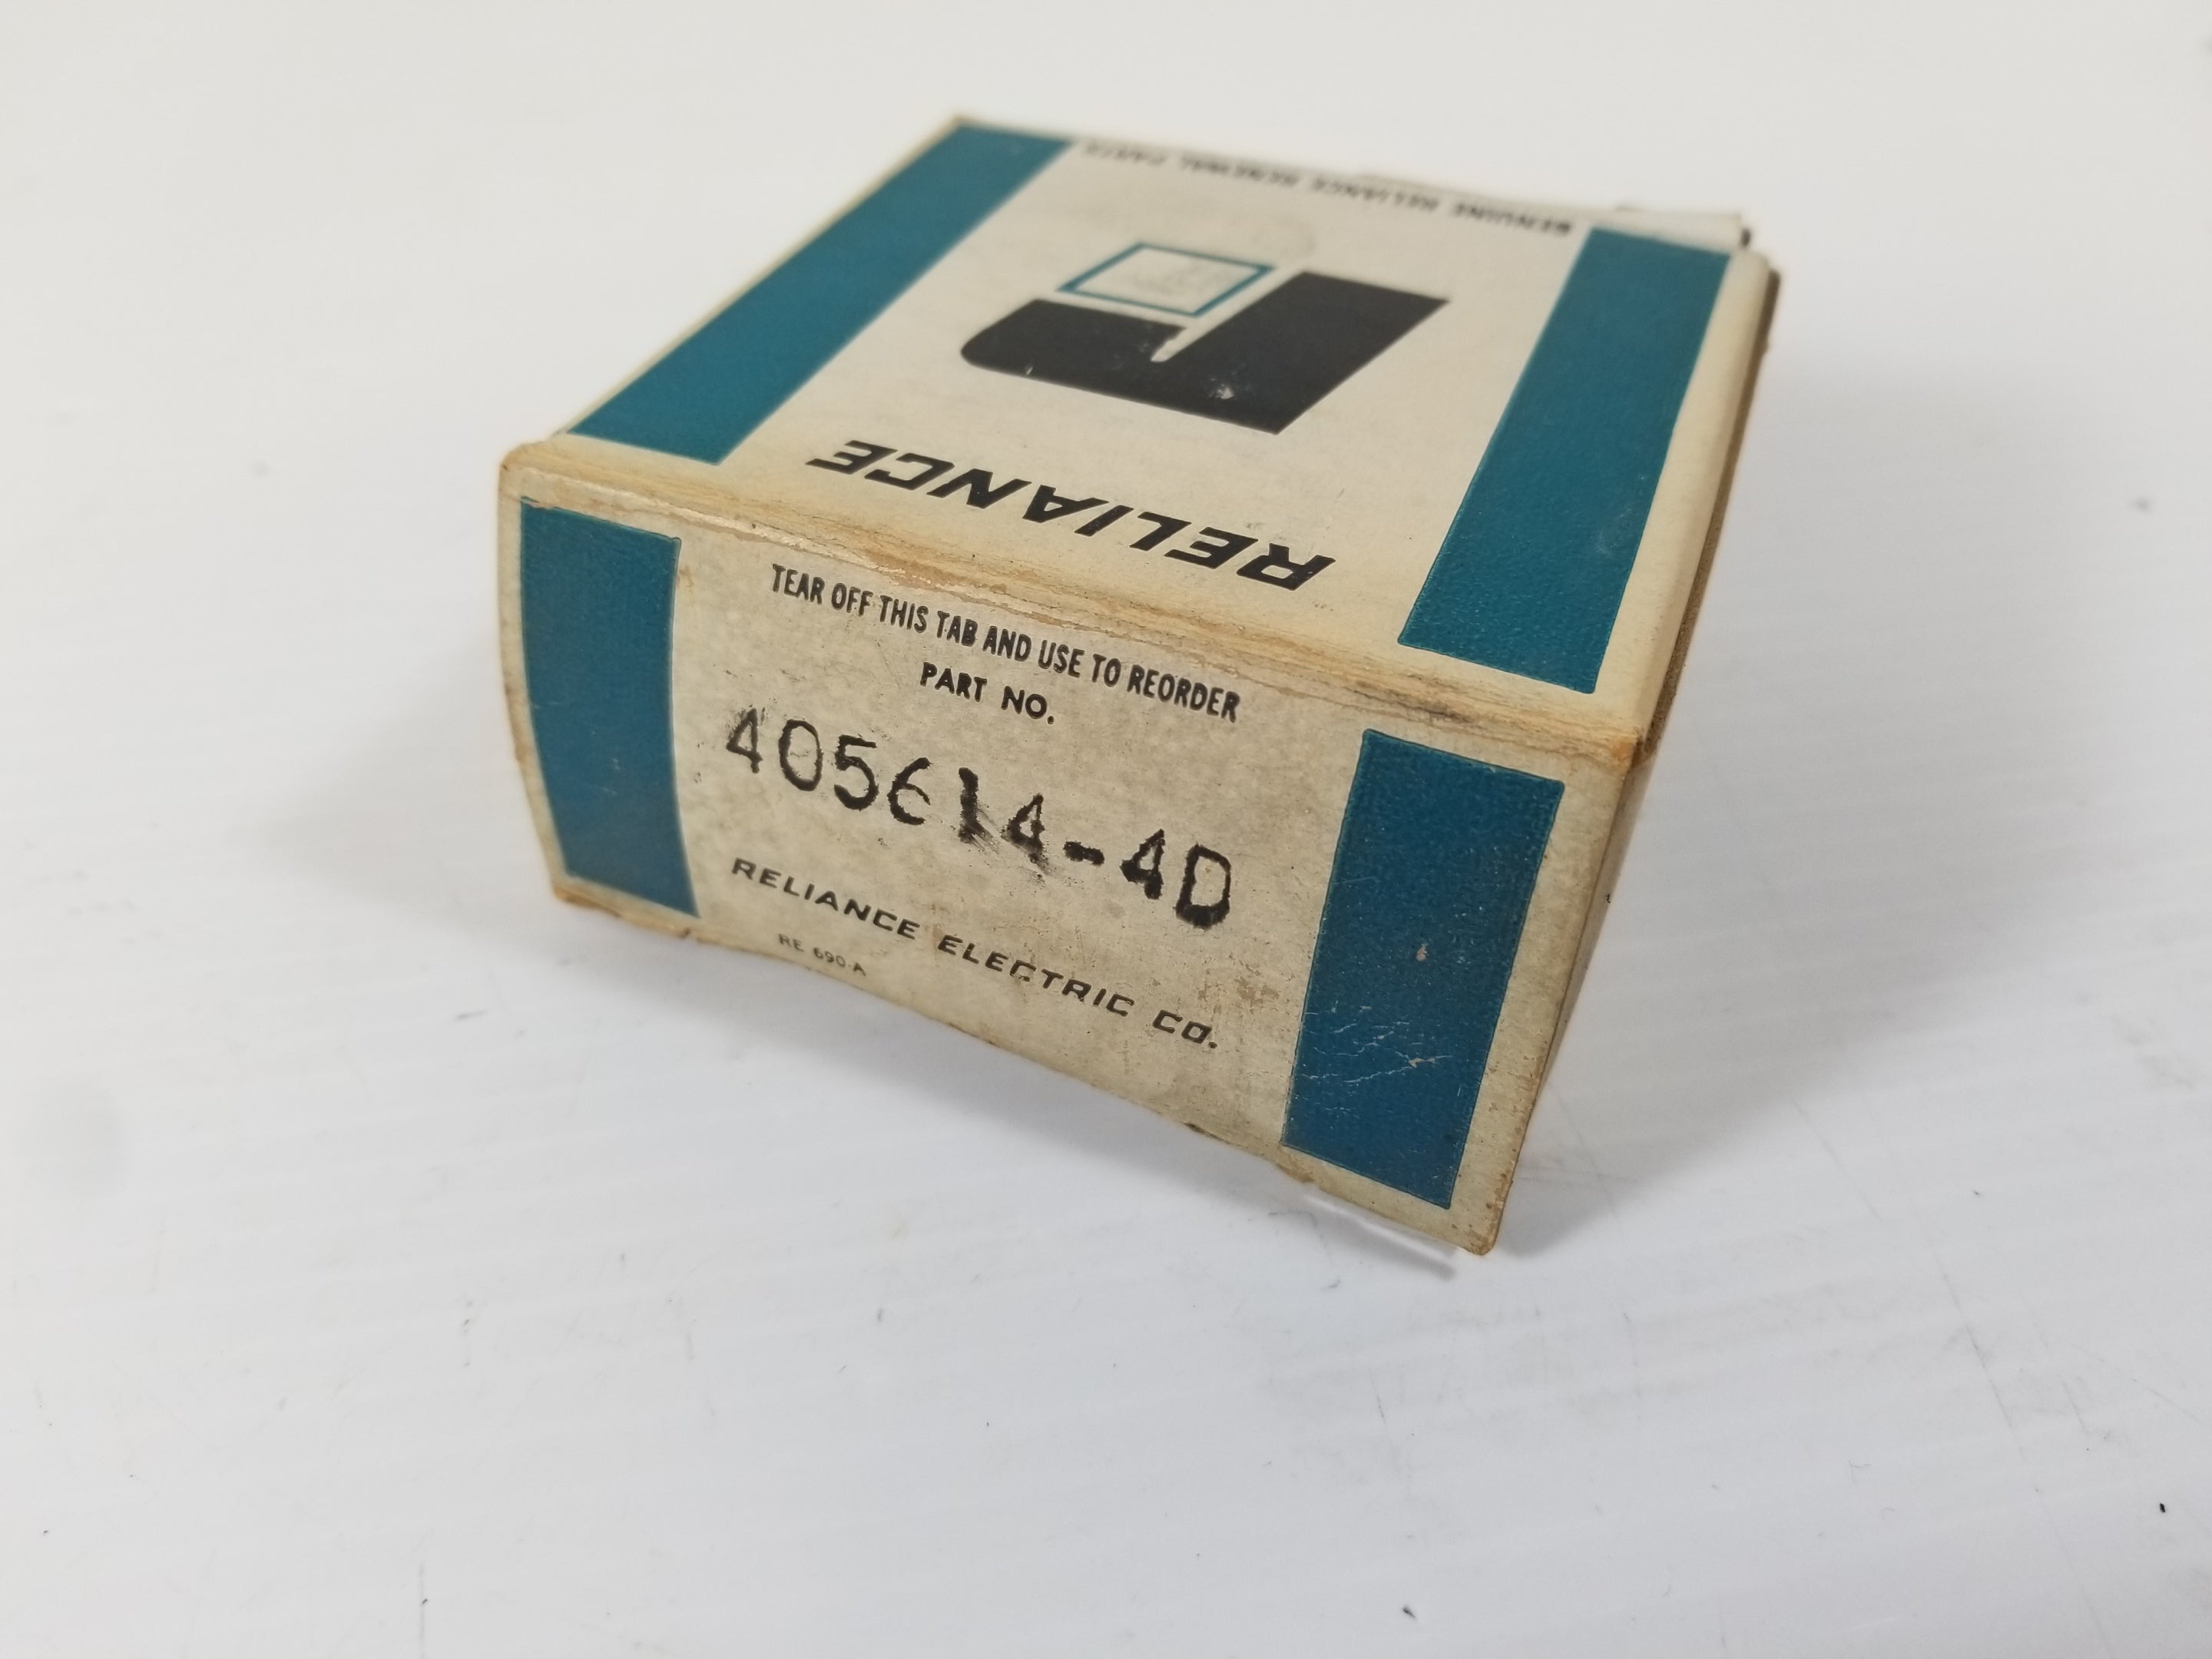 GENUINE RELIANCE RENEWAL PARTS
RELIANCE
TEAR OFF THIS TAB AND USE TO REORDER
PART NO.
405614-4D
RELIANCE ELECTRIC CO.
RE 690-A